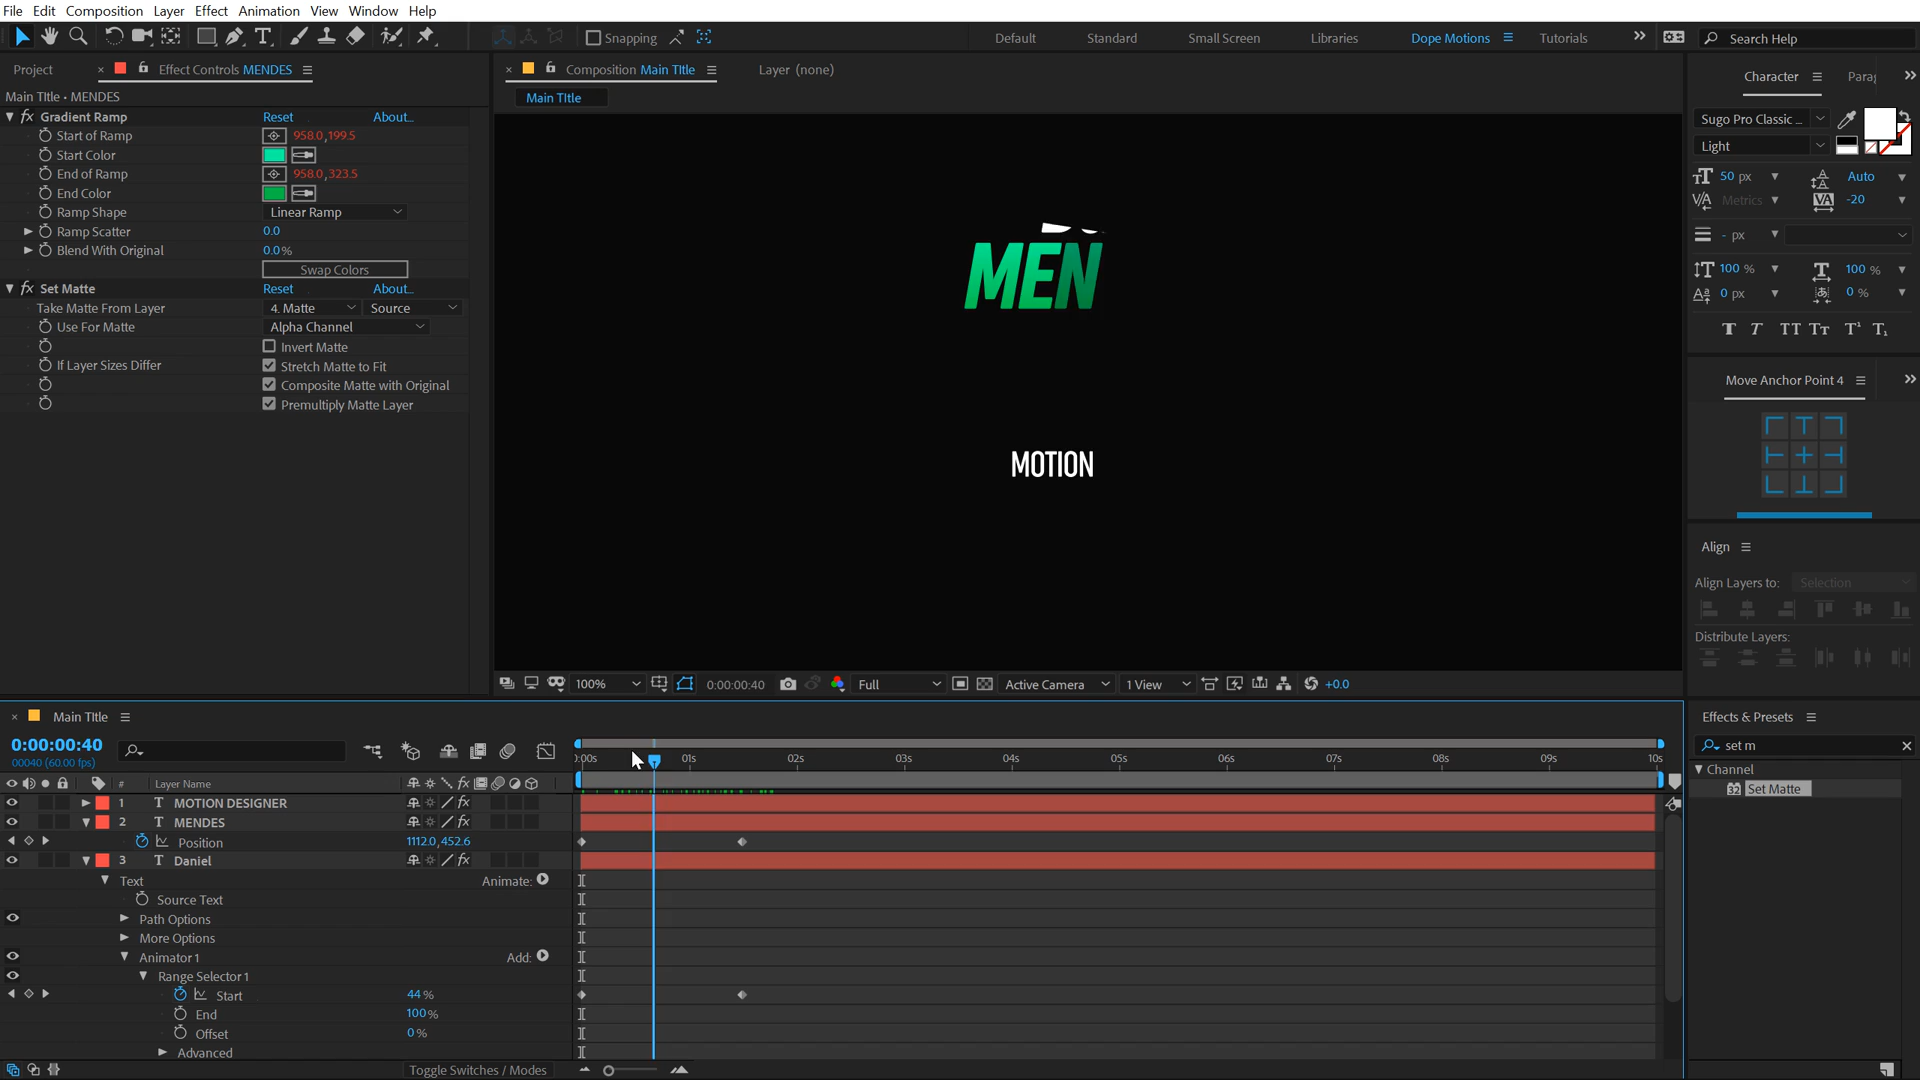 File Edit Composition Layer Effect Animation View Window Help
Snapping Default Standard Small Screen Libraries Dope Motions Tutorials Search Help
Project Effect Controls MENDES
Main TItle • MENDES
Gradient Ramp Reset About...
Start of Ramp 958.0,199.5
Start Color
End of Ramp 958.0,323.5
End Color
Ramp Shape Linear Ramp
Ramp Scatter 0.0
Blend With Original 0.0%
Swap Colors
Set Matte Reset About...
Take Matte From Layer 4. Matte Source
Use For Matte Alpha Channel
Invert Matte
If Layer Sizes Differ Stretch Matte to Fit
Composite Matte with Original
Premultiply Matte Layer
Composition Main TItle Layer (none)
Main TItle
MEN
MOTION
100% 0:00:00:40 Full Active Camera 1 View +0.0
Character Para
Sugo Pro Classic ...
Light
50 px Auto
Metrics -20
- px
100 % 100 %
0 px 0 %
Move Anchor Point 4
Align
Align Layers to: Selection
Distribute Layers:
Main TItle
0:00:00:40
00040 (60.00 fps)
:00s 01s 02s 03s 04s 05s 06s 07s 08s 09s 10s
# Layer Name
1 T MOTION DESIGNER
2 T MENDES
Position 1112.0,452.6
3 T Daniel
Text Animate:
Source Text
Path Options
More Options
Animator 1 Add:
Range Selector 1
Start 44 %
End 100%
Offset 0 %
Advanced
Toggle Switches / Modes
Effects & Presets
set m
Channel
32 Set Matte